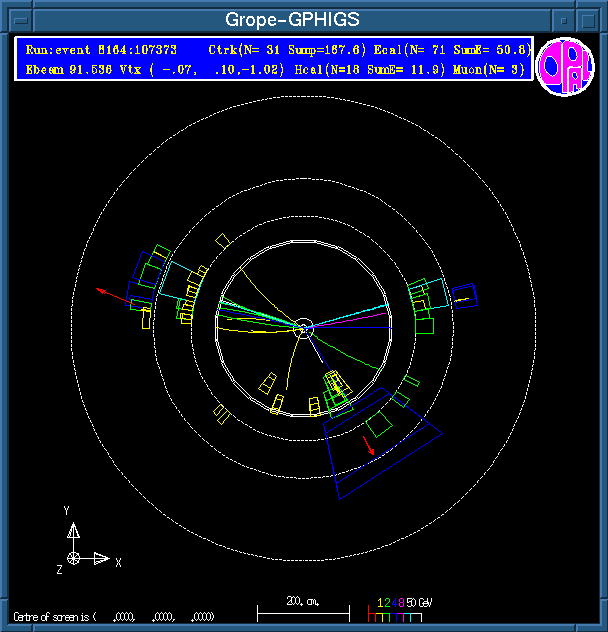 Grope-GPHIGS
Run:event 8164:107373 Ctrk(N= 31 Sump=187.6) Ecal(N= 71 SumE= 50.8)
Ebeam 91.536 Vtx ( -.07, .10,-1.02) Hcal(N=18 SumE= 11.9) Muon(N= 3)
OPAL
Y
X
Z
200. cm.
1 2 4 8 50 GeV
Centre of screen is ( .0000, .0000, .0000)